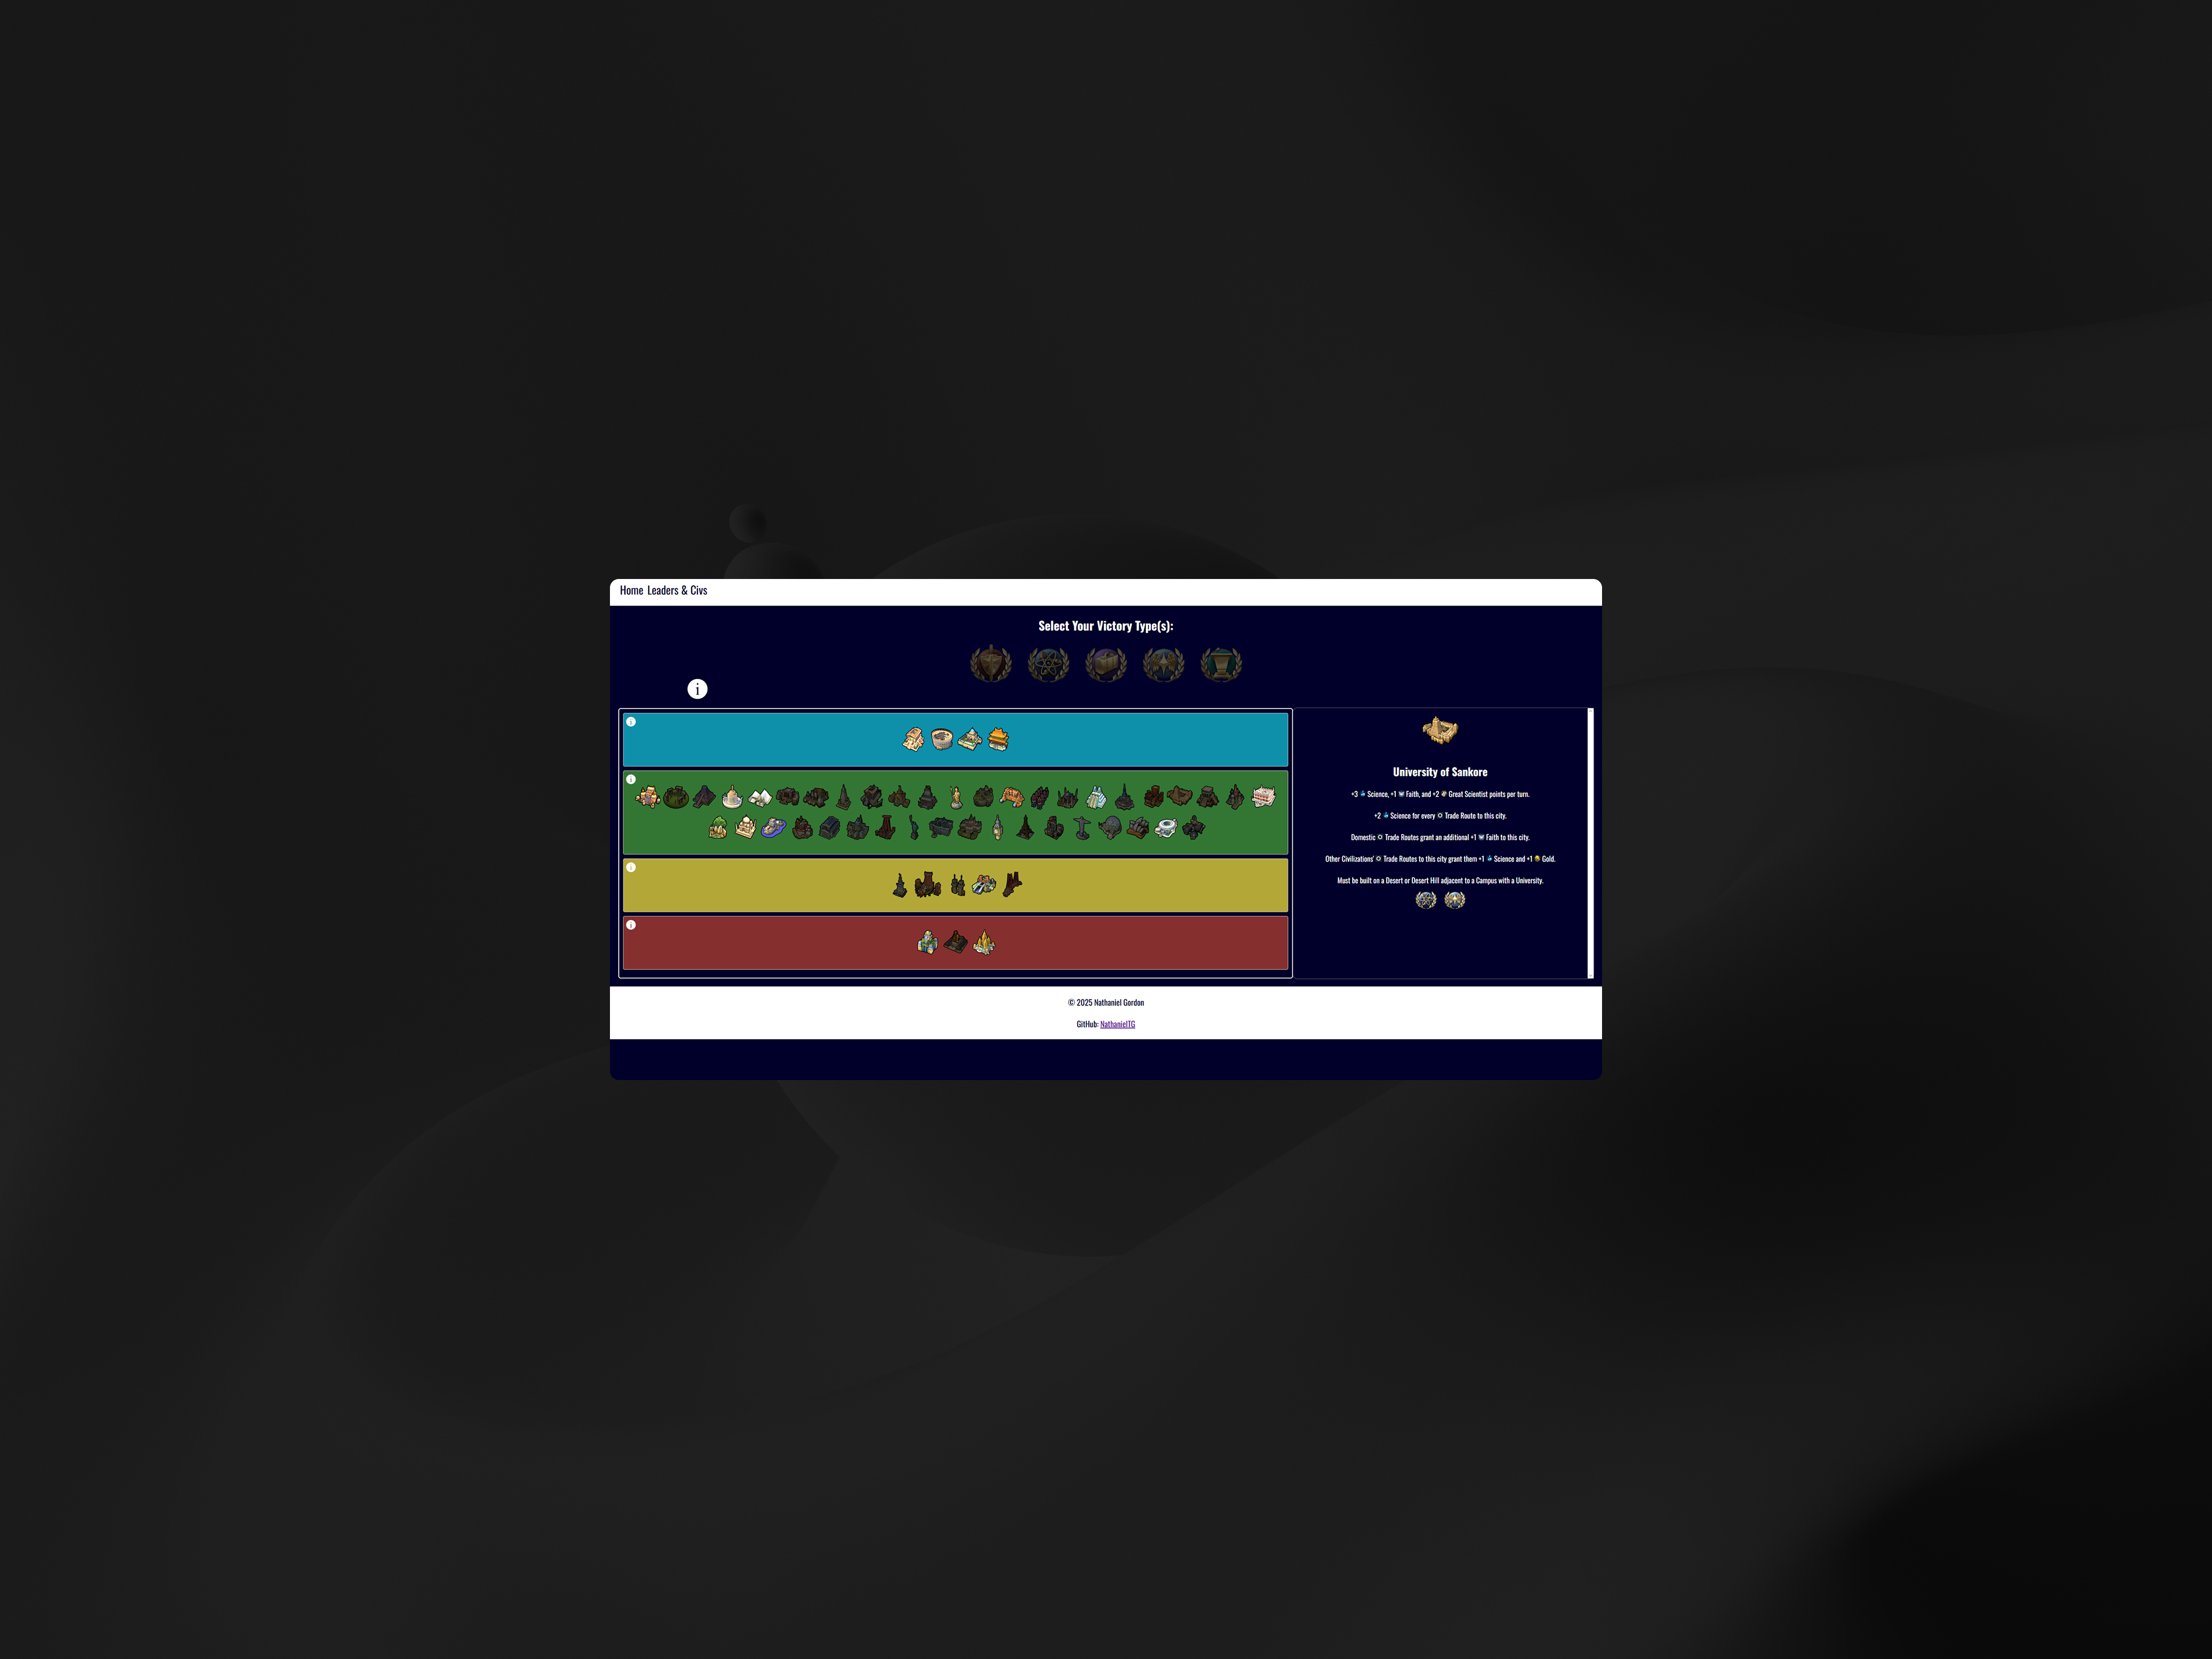 Home Leaders & Civs
Select Your Victory Type(s):
i
i
i
i
i
University of Sankore
+3 Science, +1 Faith, and +2 Great Scientist points per turn.
+2 Science for every Trade Route to this city.
Domestic Trade Routes grant an additional +1 Faith to this city.
Other Civilizations' Trade Routes to this city grant them +1 Science and +1 Gold.
Must be built on a Desert or Desert Hill adjacent to a Campus with a University.
© 2025 Nathaniel Gordon
GitHub: NathanielTG